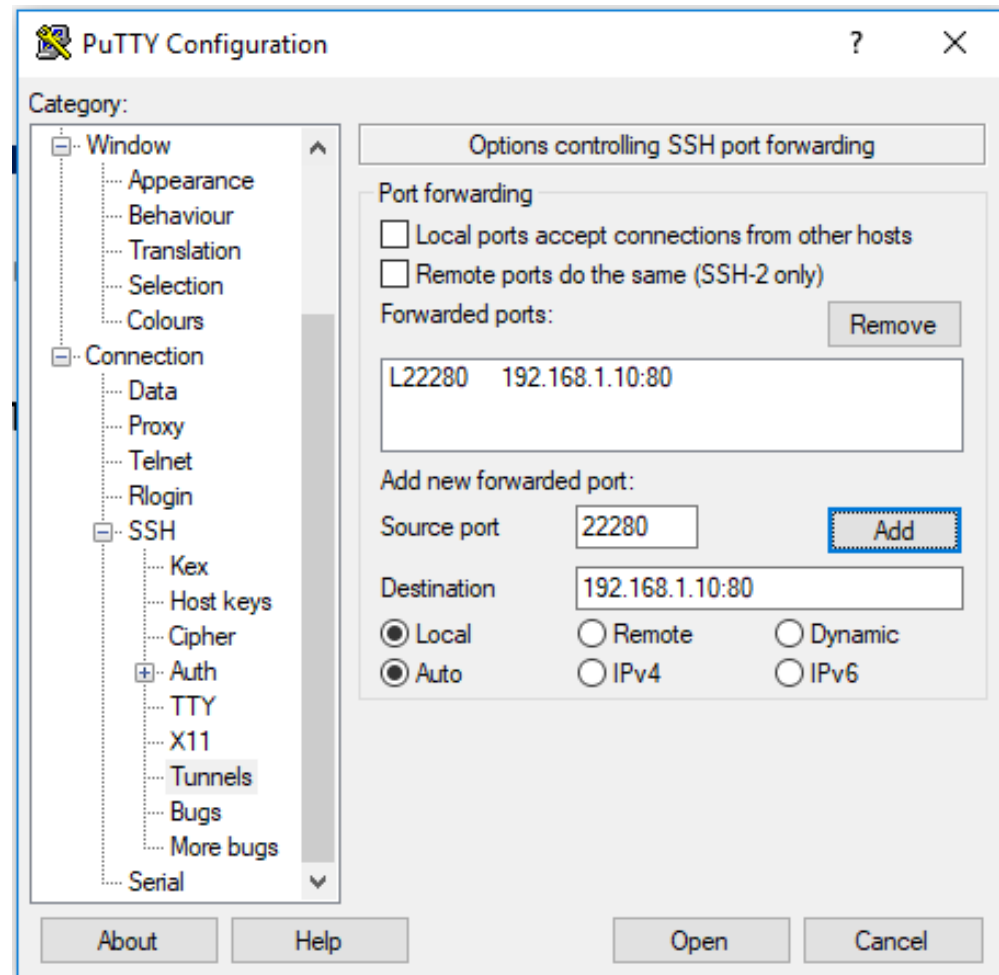 PuTTY Configuration
?
Category:
Window
Appearance
Behaviour
Translation
Selection
Colours
Connection
Data
Proxy
Telnet
Rlogin
SSH
Kex
Host keys
Cipher
Auth
TTY
X11
Tunnels
Bugs
More bugs
Serial
Options controlling SSH port forwarding
Port forwarding
Local ports accept connections from other hosts
Remote ports do the same (SSH-2 only)
Forwarded ports:
Remove
L22280 192.168.1.10:80
Add new forwarded port:
Source port 22280 Add
Destination 192.168.1.10:80
Local Remote Dynamic
Auto IPv4 IPv6
About Help Open Cancel